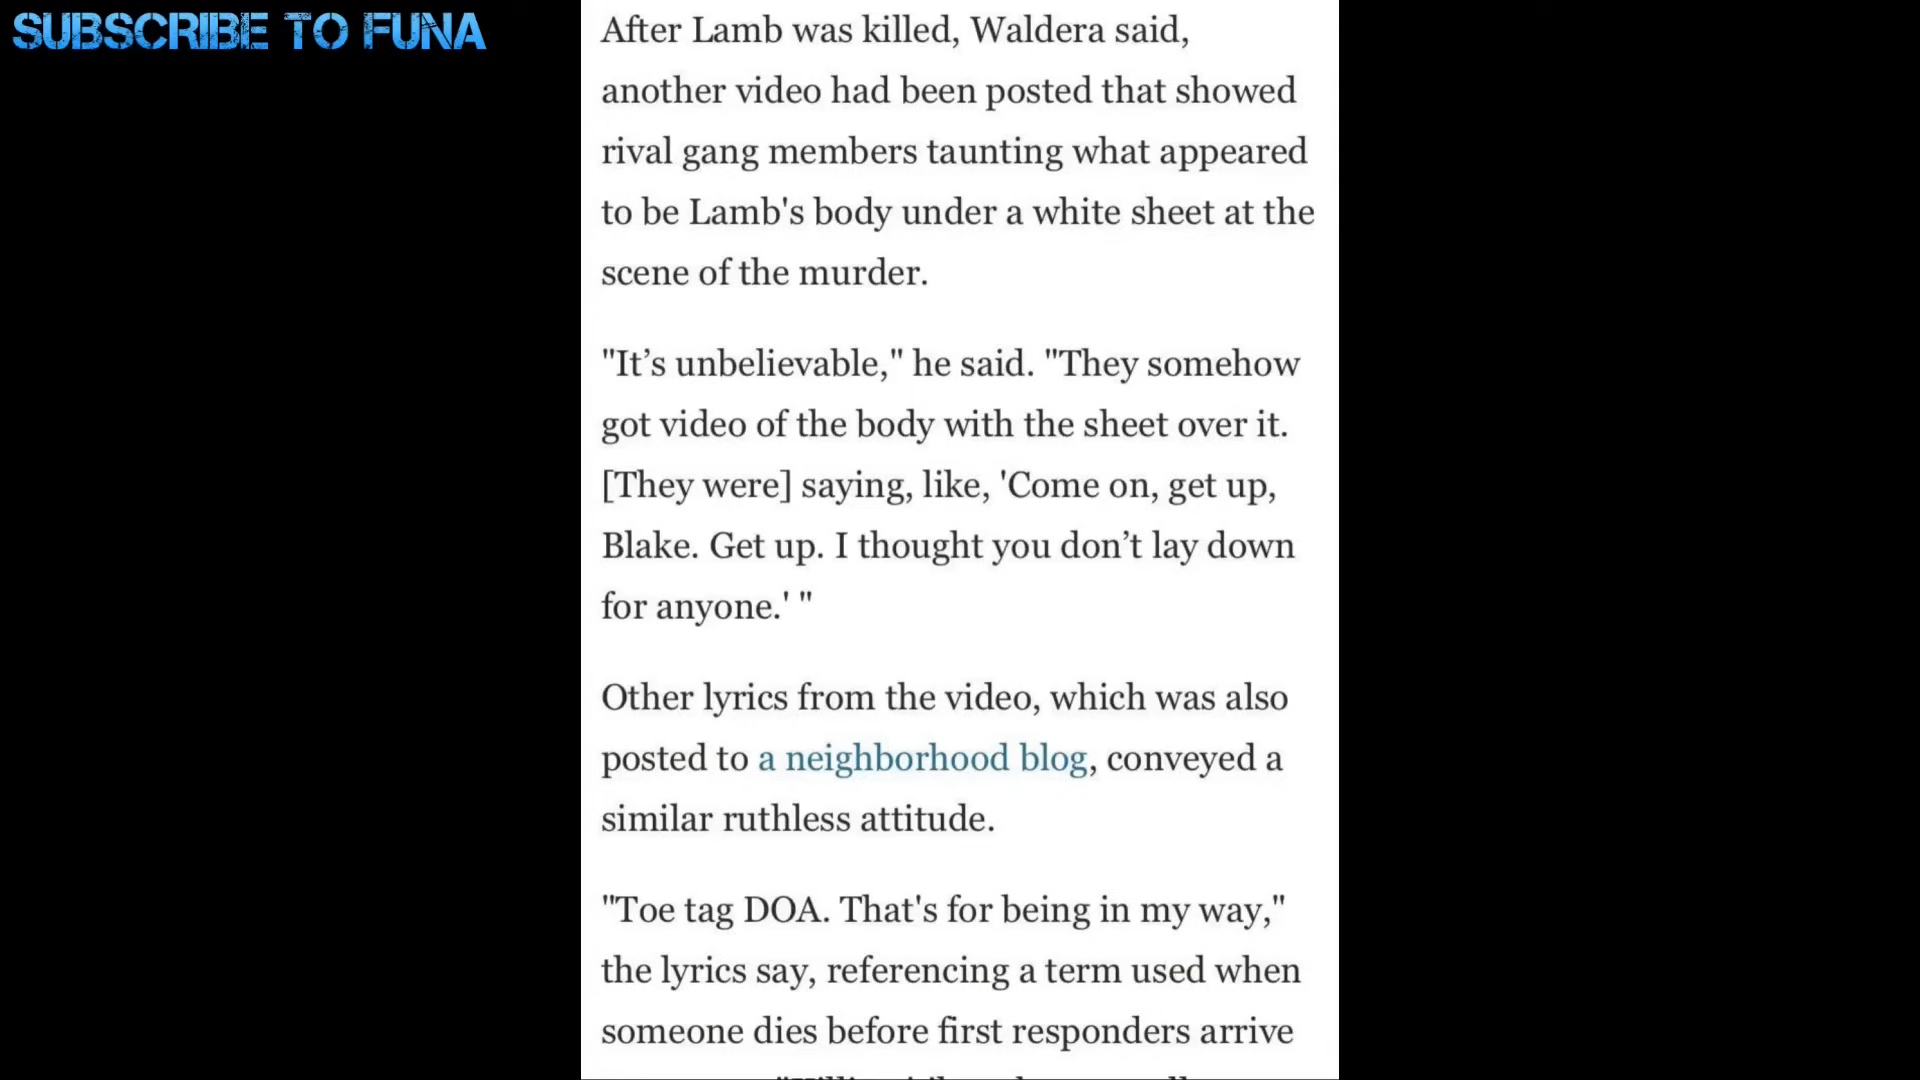 SUBSCRIBE TO FUNA
After Lamb was killed, Waldera said,
another video had been posted that showed
rival gang members taunting what appeared
to be Lamb's body under a white sheet at the
scene of the murder.
"It’s unbelievable," he said. "They somehow
got video of the body with the sheet over it.
[They were] saying, like, 'Come on, get up,
Blake. Get up. I thought you don’t lay down
for anyone.' "
Other lyrics from the video, which was also
posted to a neighborhood blog, conveyed a
similar ruthless attitude.
"Toe tag DOA. That's for being in my way,"
the lyrics say, referencing a term used when
someone dies before first responders arrive